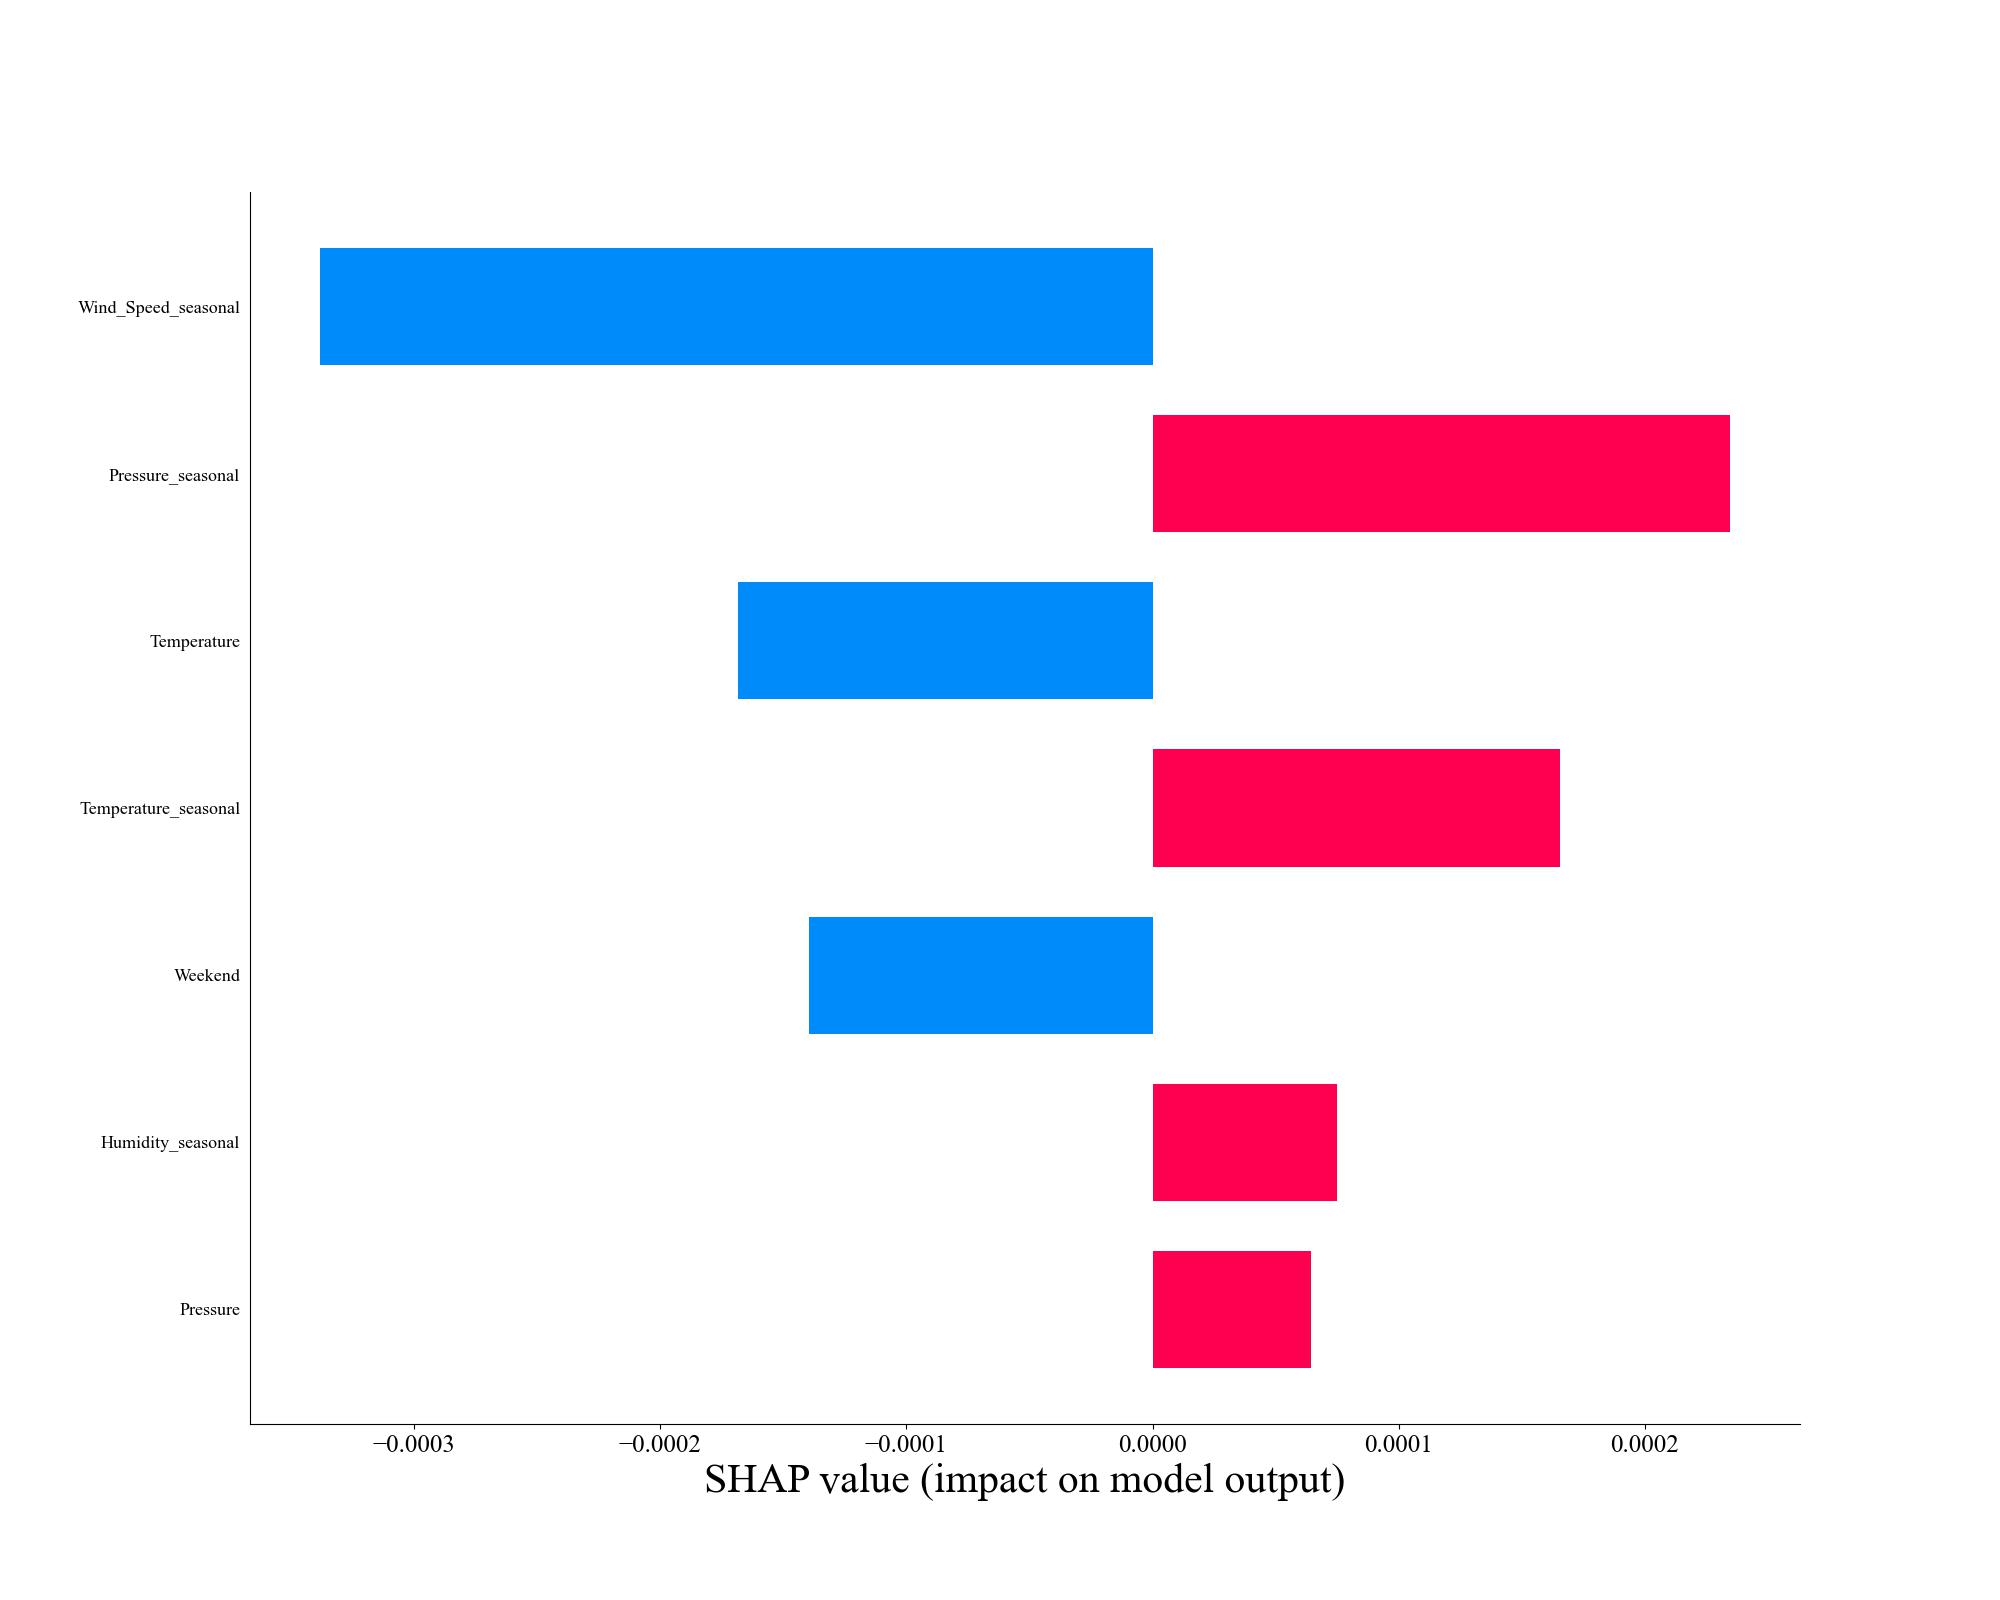 Wind_Speed_seasonal
Pressure_seasonal
Temperature
Temperature_seasonal
Weekend
Humidity_seasonal
Pressure
−0.0003 −0.0002 −0.0001 0.0000 0.0001 0.0002
SHAP value (impact on model output)